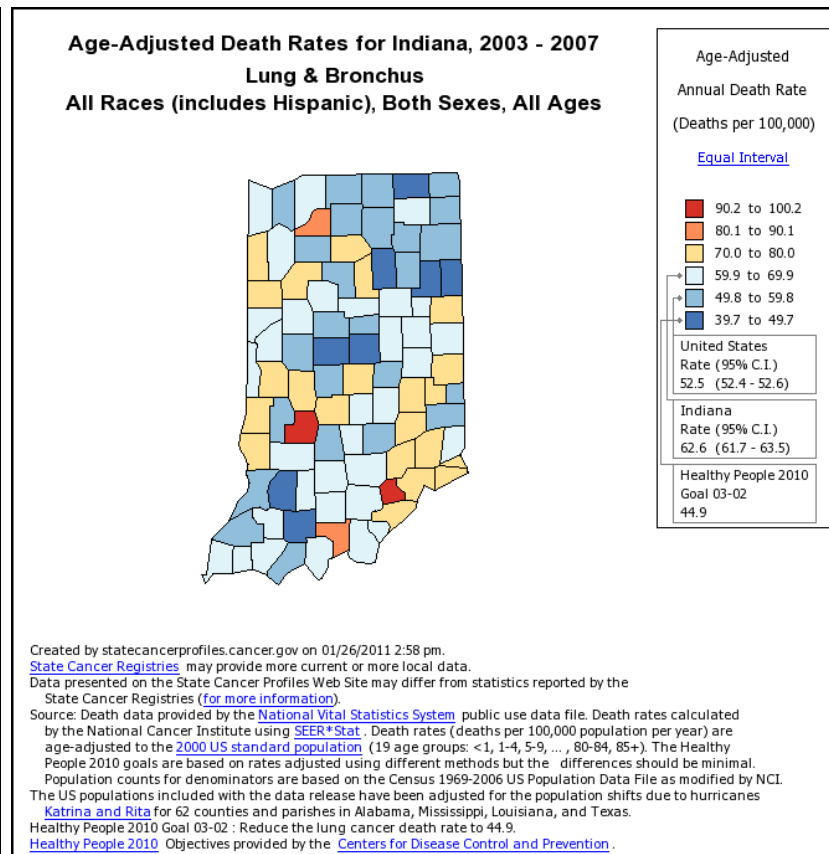 Age-Adjusted Death Rates for Indiana, 2003 - 2007
Lung & Bronchus
All Races (includes Hispanic), Both Sexes, All Ages
Age-Adjusted
Annual Death Rate
(Deaths per 100,000)
Equal Interval
90.2 to 100.2
80.1 to 90.1
70.0 to 80.0
59.9 to 69.9
49.8 to 59.8
39.7 to 49.7
United States
Rate (95% C.I.)
52.5 (52.4 - 52.6)
Indiana
Rate (95% C.I.)
62.6 (61.7 - 63.5)
Healthy People 2010
Goal 03-02
44.9
Created by statecancerprofiles.cancer.gov on 01/26/2011 2:58 pm.
State Cancer Registries may provide more current or more local data.
Data presented on the State Cancer Profiles Web Site may differ from statistics reported by the
State Cancer Registries (for more information).
Source: Death data provided by the National Vital Statistics System public use data file. Death rates calculated
by the National Cancer Institute using SEER*Stat . Death rates (deaths per 100,000 population per year) are
age-adjusted to the 2000 US standard population (19 age groups: <1, 1-4, 5-9, ... , 80-84, 85+). The Healthy
People 2010 goals are based on rates adjusted using different methods but the differences should be minimal.
Population counts for denominators are based on the Census 1969-2006 US Population Data File as modified by NCI.
The US populations included with the data release have been adjusted for the population shifts due to hurricanes
Katrina and Rita for 62 counties and parishes in Alabama, Mississippi, Louisiana, and Texas.
Healthy People 2010 Goal 03-02 : Reduce the lung cancer death rate to 44.9.
Healthy People 2010 Objectives provided by the Centers for Disease Control and Prevention .